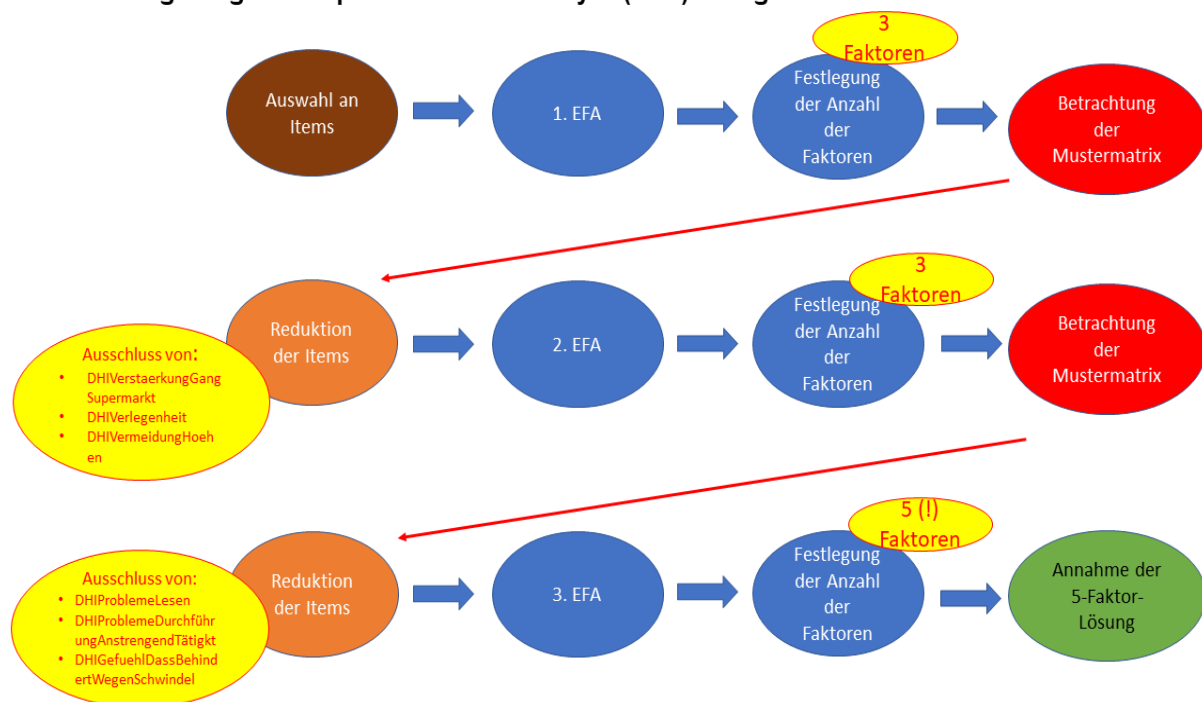 3
Faktoren
Auswahl an
Items
1. EFA
Festlegung
der Anzahl
der
Faktoren
Betrachtung
der
Mustermatrix
3
Faktoren
Reduktion
der Items
2. EFA
Festlegung
der Anzahl
der
Faktoren
Betrachtung
der
Mustermatrix
Ausschluss von:
• DHIVerstaerkungGang
Supermarkt
• DHIVerlegenheit
• DHIVermeidungHoeh
en
5 (!)
Faktoren
Reduktion
der Items
3. EFA
Festlegung
der Anzahl
der
Faktoren
Annahme der
5-Faktor-
Lösung
Ausschluss von:
• DHIProblemeLesen
• DHIProblemeDurchführ
ungAnstrengendTätigkt
• DHIGefuehlDassBehind
ertWegenSchwindel